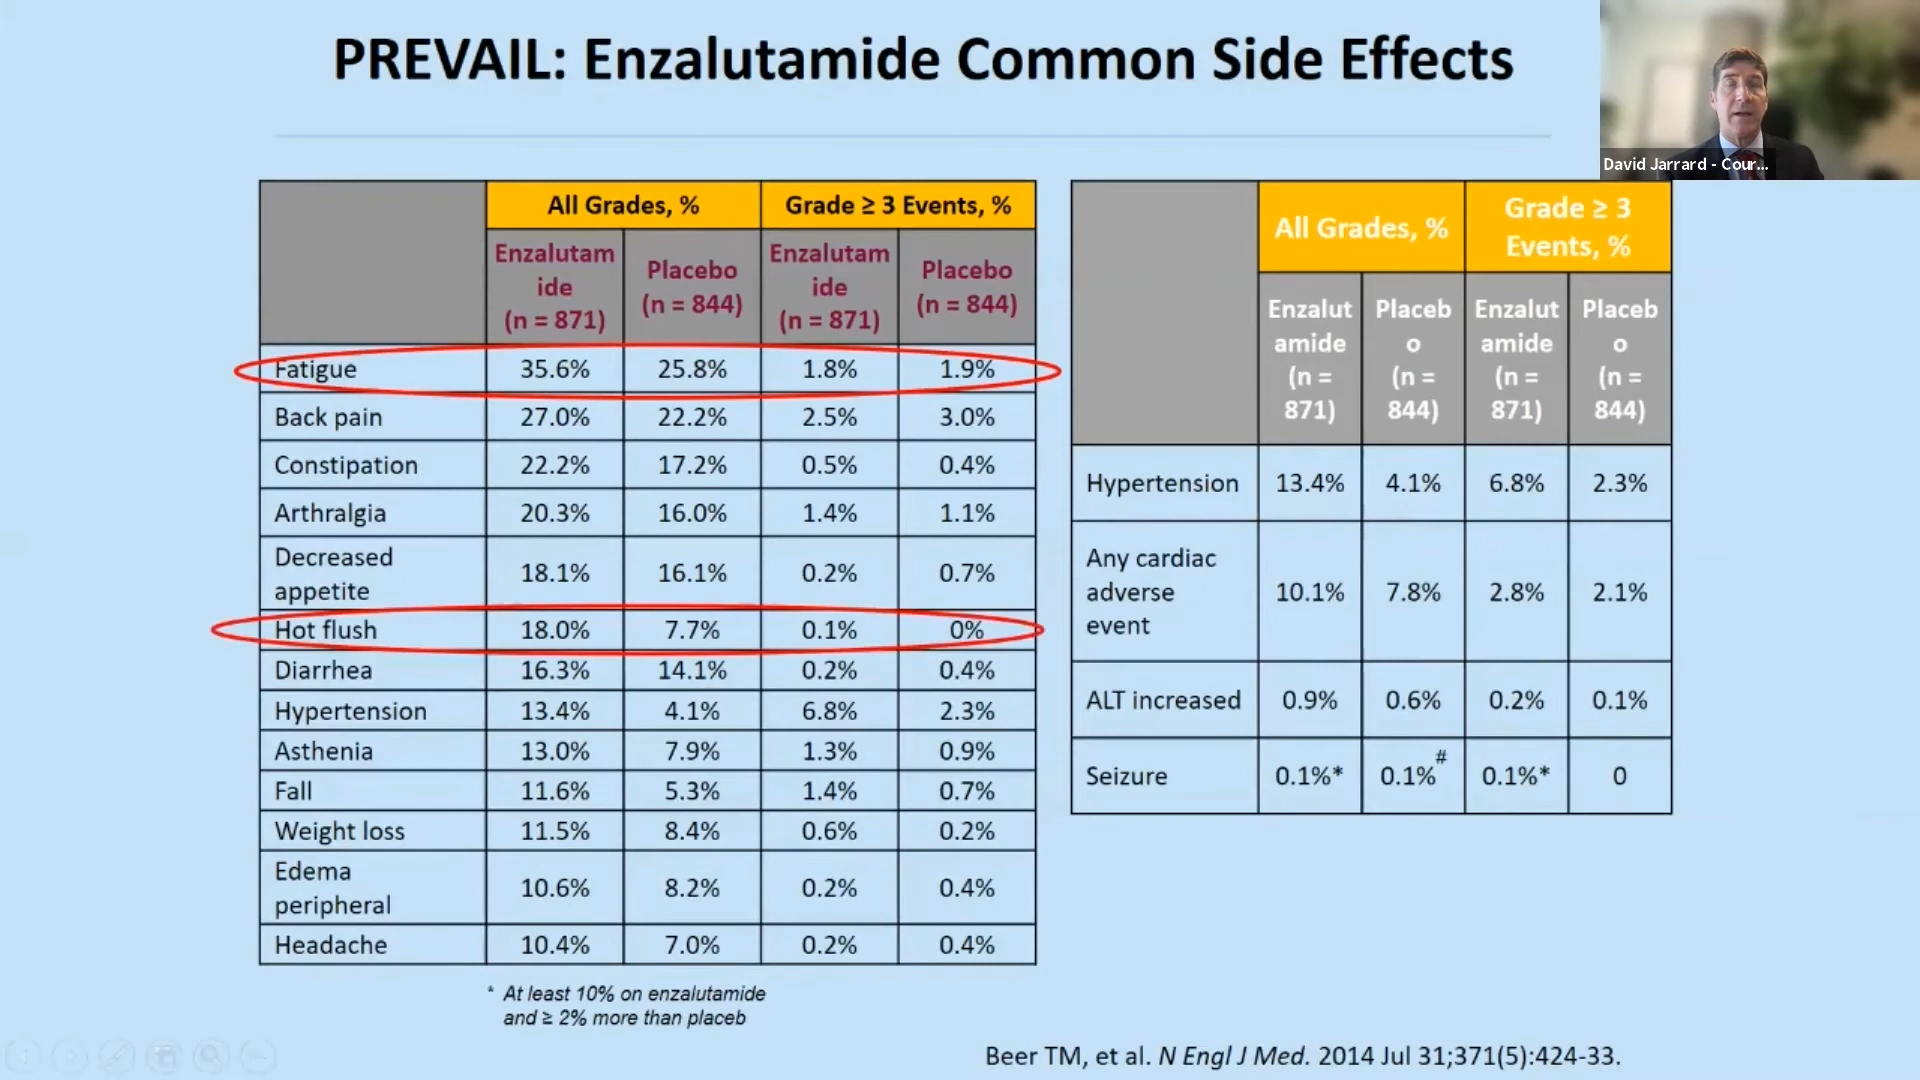 PREVAIL: Enzalutamide Common Side Effects
David Jarrard - Cour...
All Grades, % Grade ≥ 3 Events, %
Enzalutam
ide
(n = 871)
Placebo
(n = 844)
Enzalutam
ide
(n = 871)
Placebo
(n = 844)
Fatigue 35.6% 25.8% 1.8% 1.9%
Back pain 27.0% 22.2% 2.5% 3.0%
Constipation 22.2% 17.2% 0.5% 0.4%
Arthralgia 20.3% 16.0% 1.4% 1.1%
Decreased
appetite 18.1% 16.1% 0.2% 0.7%
Hot flush 18.0% 7.7% 0.1% 0%
Diarrhea 16.3% 14.1% 0.2% 0.4%
Hypertension 13.4% 4.1% 6.8% 2.3%
Asthenia 13.0% 7.9% 1.3% 0.9%
Fall 11.6% 5.3% 1.4% 0.7%
Weight loss 11.5% 8.4% 0.6% 0.2%
Edema
peripheral 10.6% 8.2% 0.2% 0.4%
Headache 10.4% 7.0% 0.2% 0.4%
* At least 10% on enzalutamide
and ≥ 2% more than placeb
All Grades, % Grade ≥ 3
Events, %
Enzalut
amide
(n =
871)
Placeb
o
(n =
844)
Enzalut
amide
(n =
871)
Placeb
o
(n =
844)
Hypertension 13.4% 4.1% 6.8% 2.3%
Any cardiac
adverse
event 10.1% 7.8% 2.8% 2.1%
ALT increased 0.9% 0.6% 0.2% 0.1%
Seizure 0.1%* 0.1%# 0.1%* 0
Beer TM, et al. N Engl J Med. 2014 Jul 31;371(5):424-33.